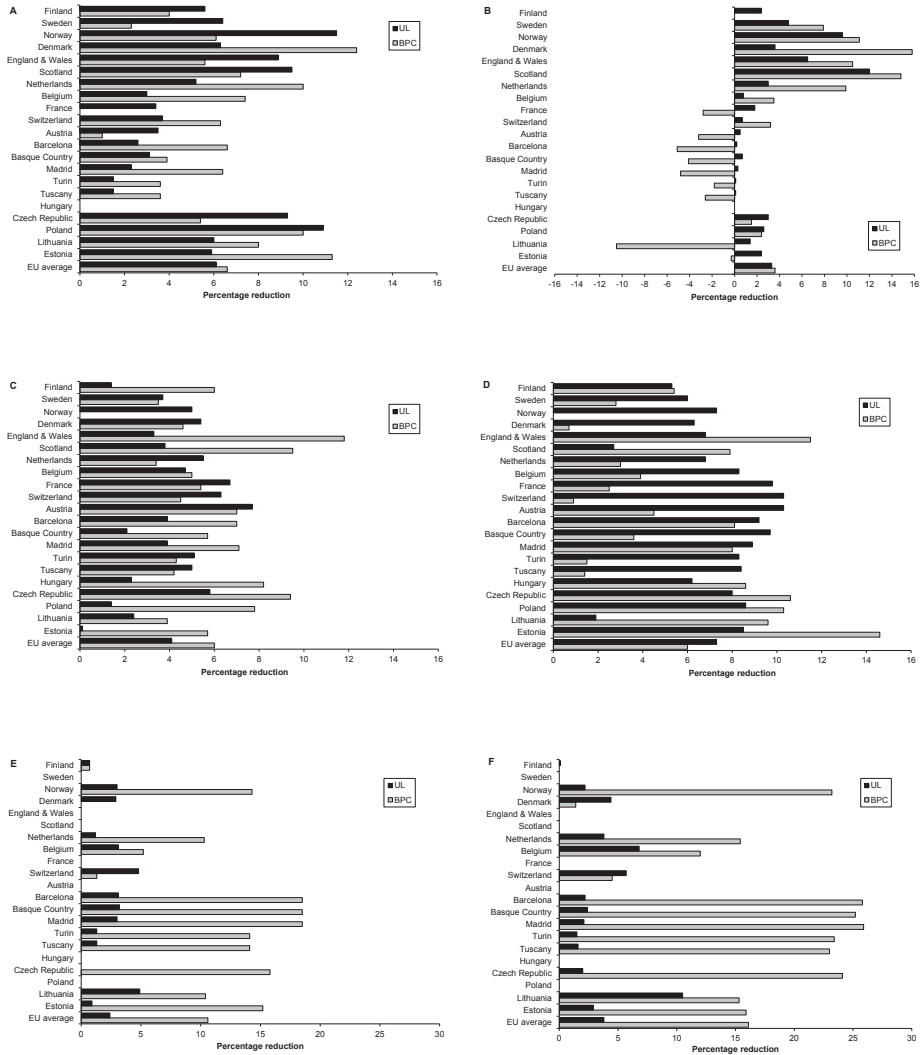 A
Finland
Sweden
Norway
Denmark
England & Wales
Scotland
Netherlands
Belgium
France
Switzerland
Austria
Barcelona
Basque Country
Madrid
Turin
Tuscany
Hungary
Czech Republic
Poland
Lithuania
Estonia
EU average
UL
BPC
0 2 4 6 8 10 12 14 16
Percentage reduction
B
Finland
Sweden
Norway
Denmark
England & Wales
Scotland
Netherlands
Belgium
France
Switzerland
Austria
Barcelona
Basque Country
Madrid
Turin
Tuscany
Hungary
Czech Republic
Poland
Lithuania
Estonia
EU average
UL
BPC
-16 -14 -12 -10 -8 -6 -4 -2 0 2 4 6 8 10 12 14 16
Percentage reduction
C
Finland
Sweden
Norway
Denmark
England & Wales
Scotland
Netherlands
Belgium
France
Switzerland
Austria
Barcelona
Basque Country
Madrid
Turin
Tuscany
Hungary
Czech Republic
Poland
Lithuania
Estonia
EU average
UL
BPC
0 2 4 6 8 10 12 14 16
Percentage reduction
D
Finland
Sweden
Norway
Denmark
England & Wales
Scotland
Netherlands
Belgium
France
Switzerland
Austria
Barcelona
Basque Country
Madrid
Turin
Tuscany
Hungary
Czech Republic
Poland
Lithuania
Estonia
EU average
UL
BPC
0 2 4 6 8 10 12 14 16
Percentage reduction
E
Finland
Sweden
Norway
Denmark
England & Wales
Scotland
Netherlands
Belgium
France
Switzerland
Austria
Barcelona
Basque Country
Madrid
Turin
Tuscany
Hungary
Czech Republic
Poland
Lithuania
Estonia
EU average
UL
BPC
0 5 10 15 20 25 30
Percentage reduction
F
Finland
Sweden
Norway
Denmark
England & Wales
Scotland
Netherlands
Belgium
France
Switzerland
Austria
Barcelona
Basque Country
Madrid
Turin
Tuscany
Hungary
Czech Republic
Poland
Lithuania
Estonia
EU average
UL
BPC
0 5 10 15 20 25 30
Percentage reduction